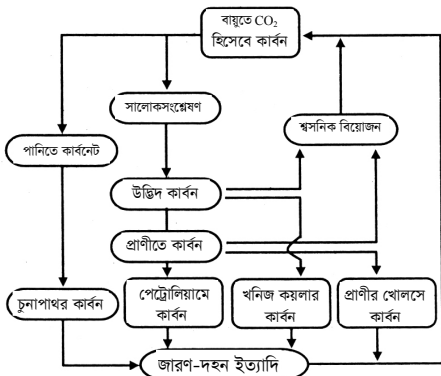 বায়ুতে CO₂
হিসেবে কার্বন
সালোকসংশ্লেষণ
শ্বসনিক বিয়োজন
পানিতে কার্বনেট
উদ্ভিদ কার্বন
প্রাণীতে কার্বন
চুনাপাথর কার্বন
পেট্রোলিয়ামে
কার্বন
খনিজ কয়লার
কার্বন
প্রাণীর খোলসে
কার্বন
জারণ-দহন ইত্যাদি